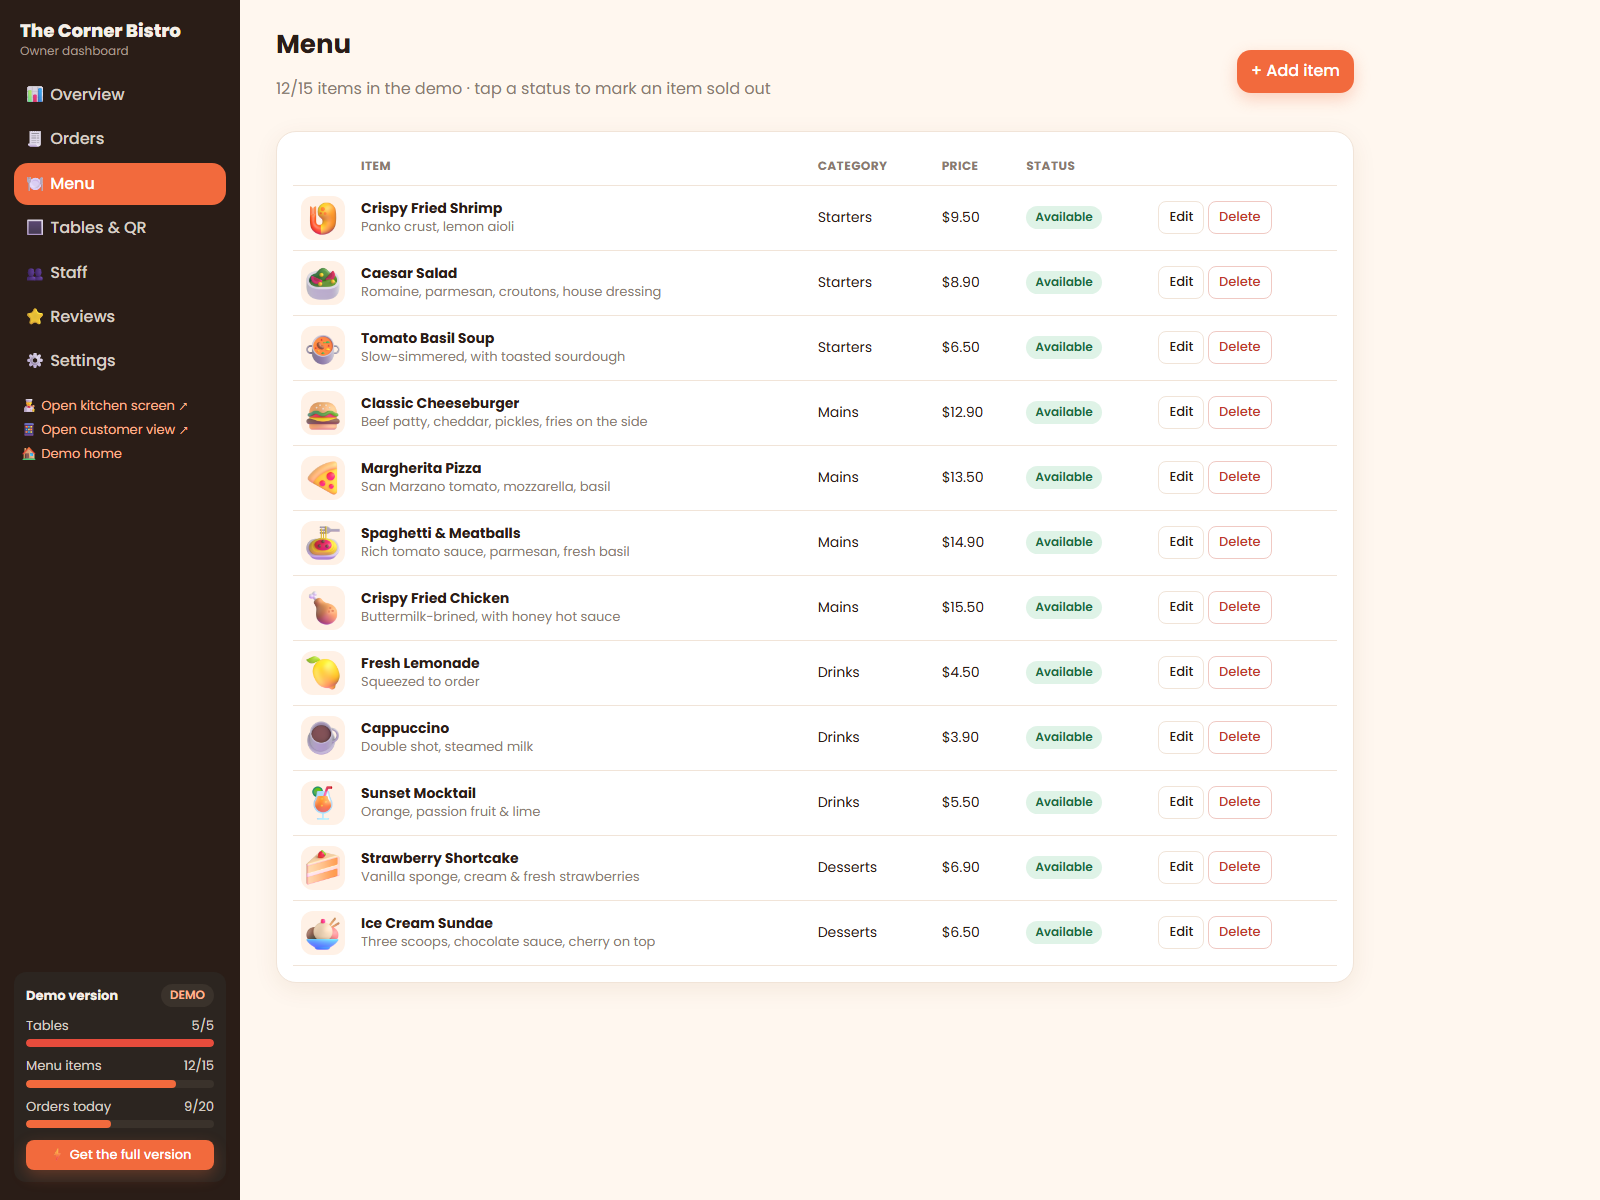 The Corner Bistro
Owner dashboard
Overview
Orders
Menu
Tables & QR
Staff
Reviews
Settings
Open kitchen screen ↗
Open customer view ↗
Demo home
Demo version DEMO
Tables 5/5
Menu items 12/15
Orders today 9/20
Get the full version
Menu
12/15 items in the demo · tap a status to mark an item sold out
+ Add item
ITEM CATEGORY PRICE STATUS
Crispy Fried Shrimp
Panko crust, lemon aioli
Starters $9.50 Available Edit Delete
Caesar Salad
Romaine, parmesan, croutons, house dressing
Starters $8.90 Available Edit Delete
Tomato Basil Soup
Slow-simmered, with toasted sourdough
Starters $6.50 Available Edit Delete
Classic Cheeseburger
Beef patty, cheddar, pickles, fries on the side
Mains $12.90 Available Edit Delete
Margherita Pizza
San Marzano tomato, mozzarella, basil
Mains $13.50 Available Edit Delete
Spaghetti & Meatballs
Rich tomato sauce, parmesan, fresh basil
Mains $14.90 Available Edit Delete
Crispy Fried Chicken
Buttermilk-brined, with honey hot sauce
Mains $15.50 Available Edit Delete
Fresh Lemonade
Squeezed to order
Drinks $4.50 Available Edit Delete
Cappuccino
Double shot, steamed milk
Drinks $3.90 Available Edit Delete
Sunset Mocktail
Orange, passion fruit & lime
Drinks $5.50 Available Edit Delete
Strawberry Shortcake
Vanilla sponge, cream & fresh strawberries
Desserts $6.90 Available Edit Delete
Ice Cream Sundae
Three scoops, chocolate sauce, cherry on top
Desserts $6.50 Available Edit Delete